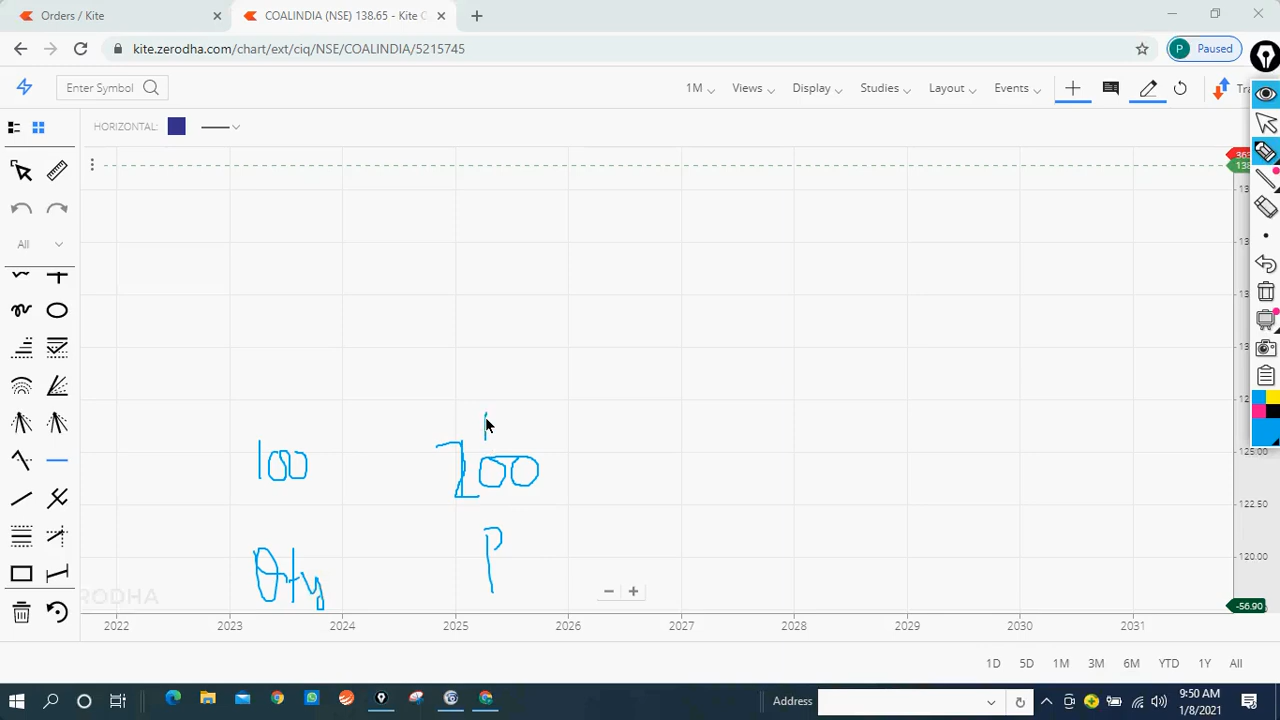 Orders / Kite
COALINDIA (NSE) 138.65 - Kite C
kite.zerodha.com/chart/ext/ciq/NSE/COALINDIA/5215745
P Paused
Enter Symbol
1M Views Display Studies Layout Events
HORIZONTAL:
All
125.00
122.50
120.00
-56.90
100 200
Qty P
2022 2023 2024 2025 2026 2027 2028 2029 2030 2031
1D 5D 1M 3M 6M YTD 1Y All
Address
9:50 AM
1/8/2021